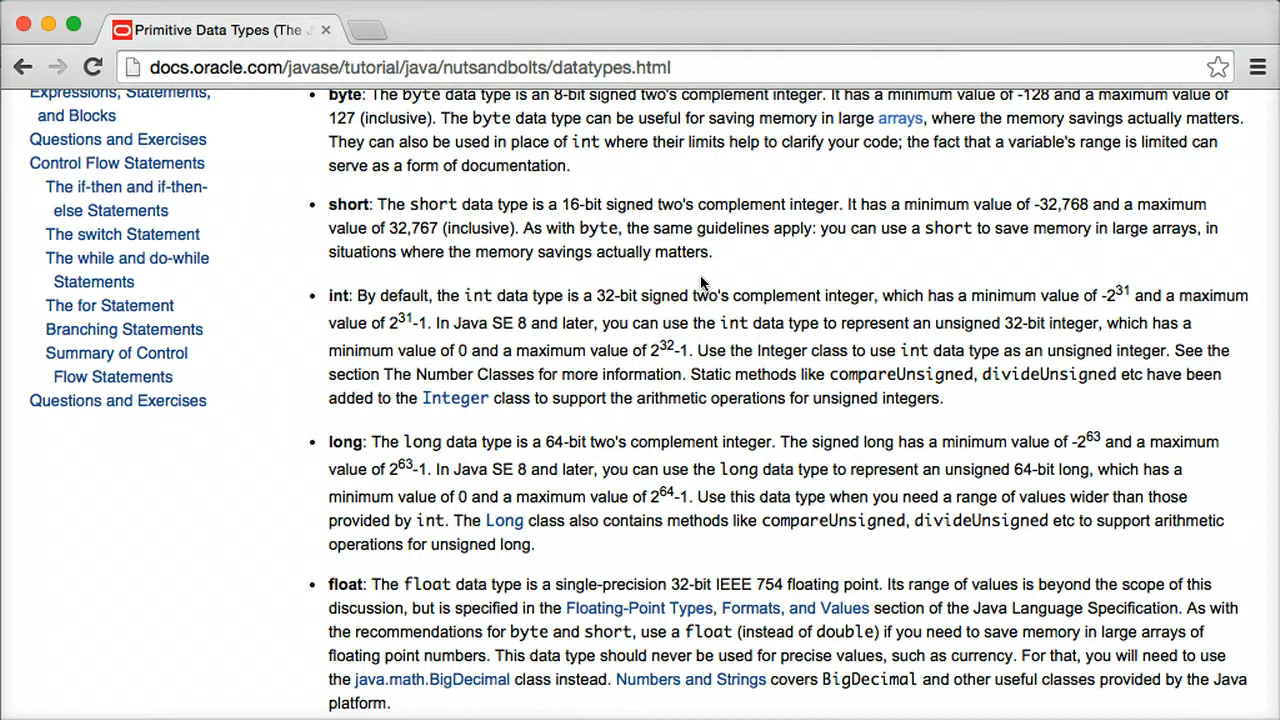 Primitive Data Types (The J
docs.oracle.com/javase/tutorial/java/nutsandbolts/datatypes.html
Expressions, Statements,
and Blocks
Questions and Exercises
Control Flow Statements
The if-then and if-then-
else Statements
The switch Statement
The while and do-while
Statements
The for Statement
Branching Statements
Summary of Control
Flow Statements
Questions and Exercises
• byte: The byte data type is an 8-bit signed two's complement integer. It has a minimum value of -128 and a maximum value of
127 (inclusive). The byte data type can be useful for saving memory in large arrays, where the memory savings actually matters.
They can also be used in place of int where their limits help to clarify your code; the fact that a variable's range is limited can
serve as a form of documentation.
• short: The short data type is a 16-bit signed two's complement integer. It has a minimum value of -32,768 and a maximum
value of 32,767 (inclusive). As with byte, the same guidelines apply: you can use a short to save memory in large arrays, in
situations where the memory savings actually matters.
• int: By default, the int data type is a 32-bit signed two's complement integer, which has a minimum value of -2³¹ and a maximum
value of 2³¹-1. In Java SE 8 and later, you can use the int data type to represent an unsigned 32-bit integer, which has a
minimum value of 0 and a maximum value of 2³²-1. Use the Integer class to use int data type as an unsigned integer. See the
section The Number Classes for more information. Static methods like compareUnsigned, divideUnsigned etc have been
added to the Integer class to support the arithmetic operations for unsigned integers.
• long: The long data type is a 64-bit two's complement integer. The signed long has a minimum value of -2⁶³ and a maximum
value of 2⁶³-1. In Java SE 8 and later, you can use the long data type to represent an unsigned 64-bit long, which has a
minimum value of 0 and a maximum value of 2⁶⁴-1. Use this data type when you need a range of values wider than those
provided by int. The Long class also contains methods like compareUnsigned, divideUnsigned etc to support arithmetic
operations for unsigned long.
• float: The float data type is a single-precision 32-bit IEEE 754 floating point. Its range of values is beyond the scope of this
discussion, but is specified in the Floating-Point Types, Formats, and Values section of the Java Language Specification. As with
the recommendations for byte and short, use a float (instead of double) if you need to save memory in large arrays of
floating point numbers. This data type should never be used for precise values, such as currency. For that, you will need to use
the java.math.BigDecimal class instead. Numbers and Strings covers BigDecimal and other useful classes provided by the Java
platform.